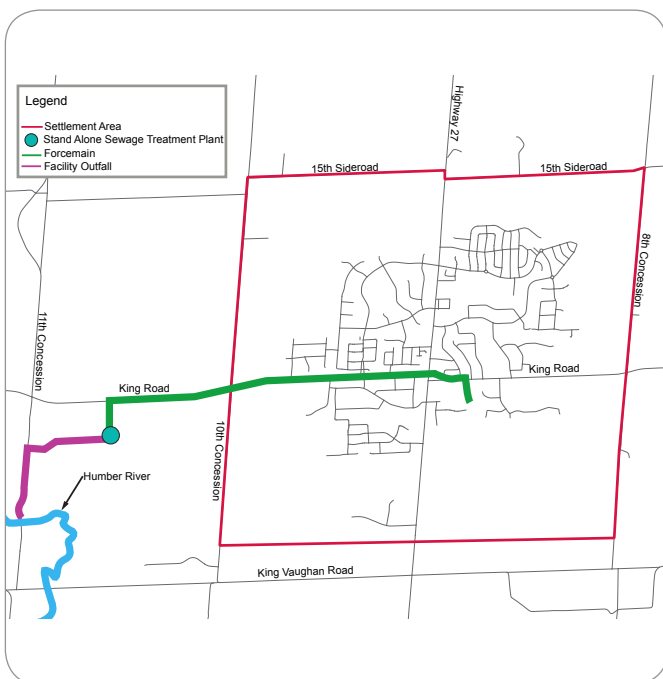 Highway 27
Legend
Settlement Area
Stand Alone Sewage Treatment Plant
Forcemain
Facility Outfall
15th Sideroad
15th Sideroad
8th Concession
11th Concession
King Road
King Road
10th Concession
Humber River
King Vaughan Road